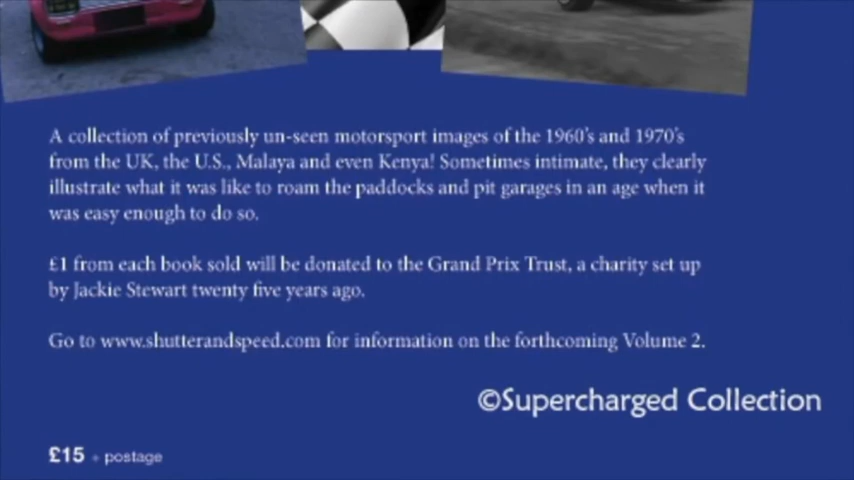 A collection of previously un-seen motorsport images of the 1960's and 1970's
from the UK, the U.S., Malaya and even Kenya! Sometimes intimate, they clearly
illustrate what it was like to roam the paddocks and pit garages in an age when it
was easy enough to do so.
£1 from each book sold will be donated to the Grand Prix Trust, a charity set up
by Jackie Stewart twenty five years ago.
Go to www.shutterandspeed.com for information on the forthcoming Volume 2.
©Supercharged Collection
£15 + postage